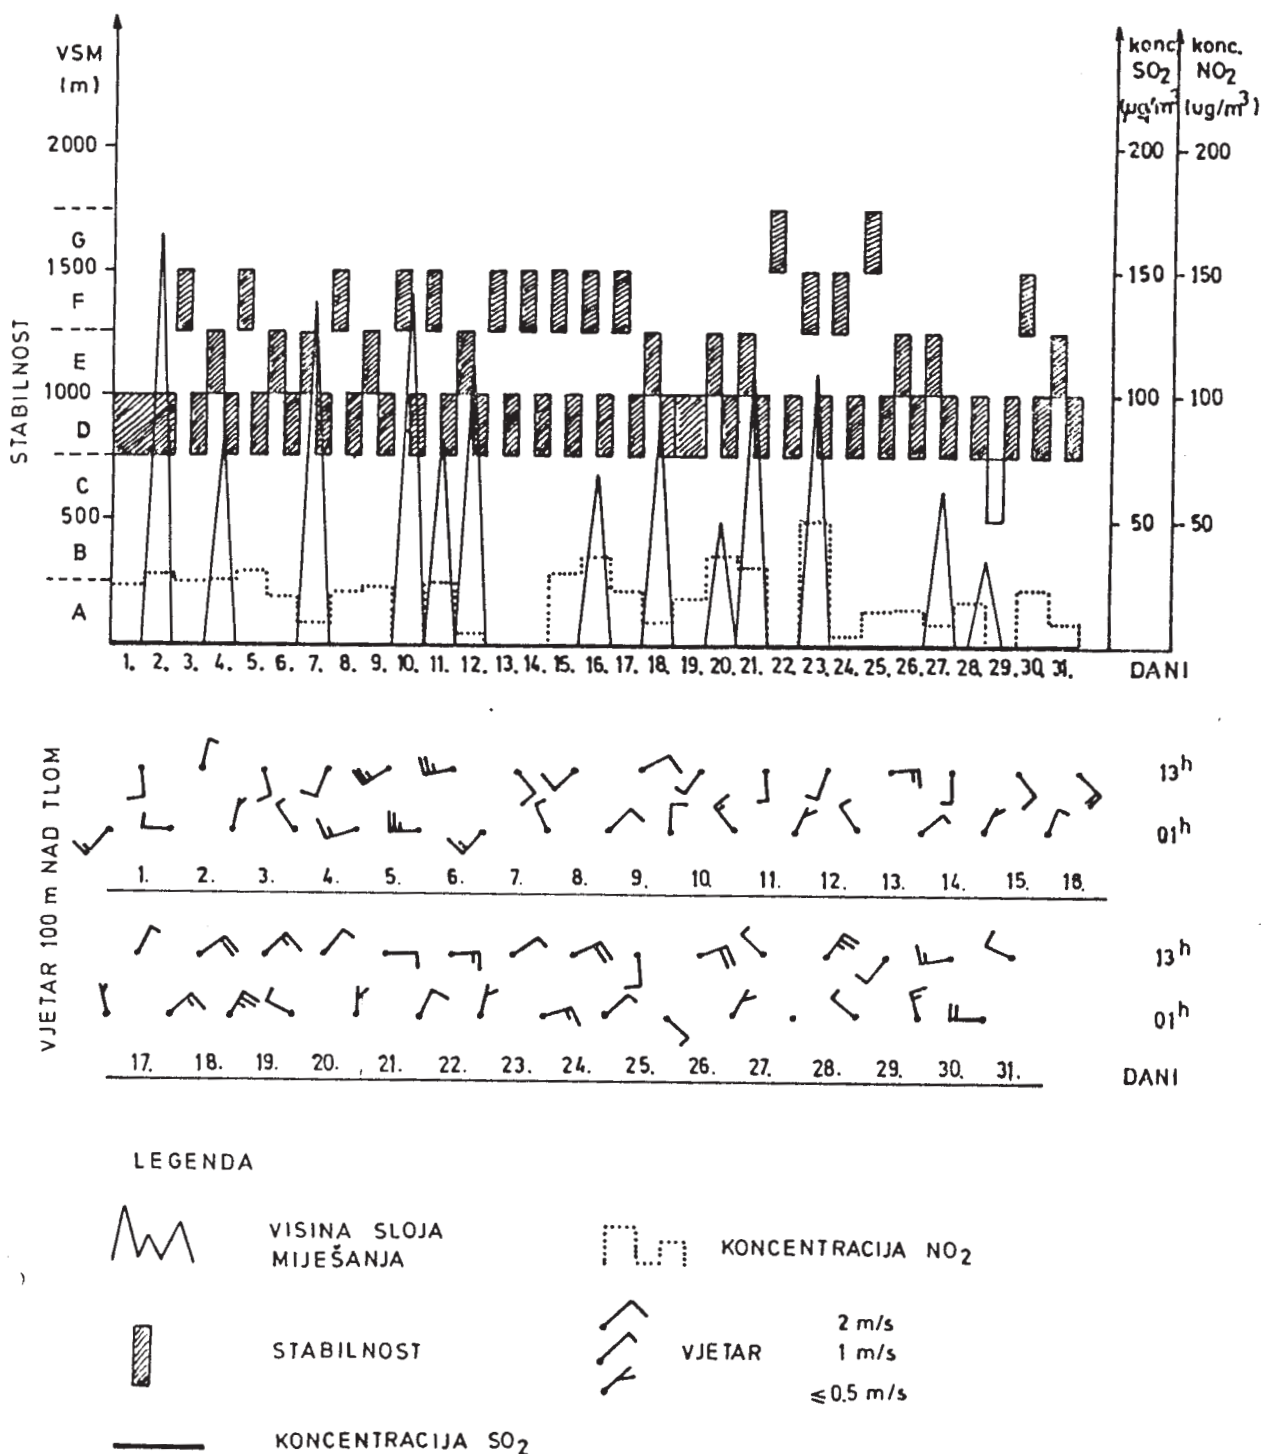 VSM
(m)
konc.
SO2
(µg/m3)
konc.
NO2
(ug/m3)
2000
1500
1000
500
G
F
E
D
C
B
A
STABILNOST
200
150
100
50
200
150
100
50
1. 2. 3. 4. 5. 6. 7. 8. 9. 10. 11. 12. 13. 14. 15. 16. 17. 18. 19. 20. 21. 22. 23. 24. 25. 26. 27. 28. 29. 30. 31. DANI
VJETAR 100 m NAD TLOM
13h
01h
1. 2. 3. 4. 5. 6. 7. 8. 9. 10. 11. 12. 13. 14. 15. 16.
13h
01h
17. 18. 19. 20. 21. 22. 23. 24. 25. 26. 27. 28. 29. 30. 31. DANI
LEGENDA
VISINA SLOJA
MIJEŠANJA
KONCENTRACIJA NO2
STABILNOST
VJETAR
2 m/s
1 m/s
≤0.5 m/s
KONCENTRACIJA SO2